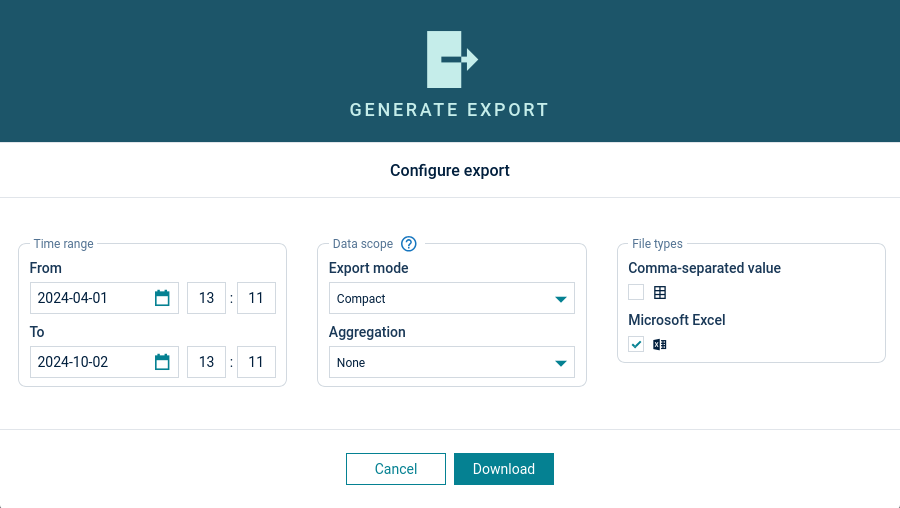 GENERATE EXPORT
Configure export
Time range
From
2024-04-01 13 : 11
To
2024-10-02 13 : 11
Data scope ?
Export mode
Compact
Aggregation
None
File types
Comma-separated value
Microsoft Excel
Cancel
Download